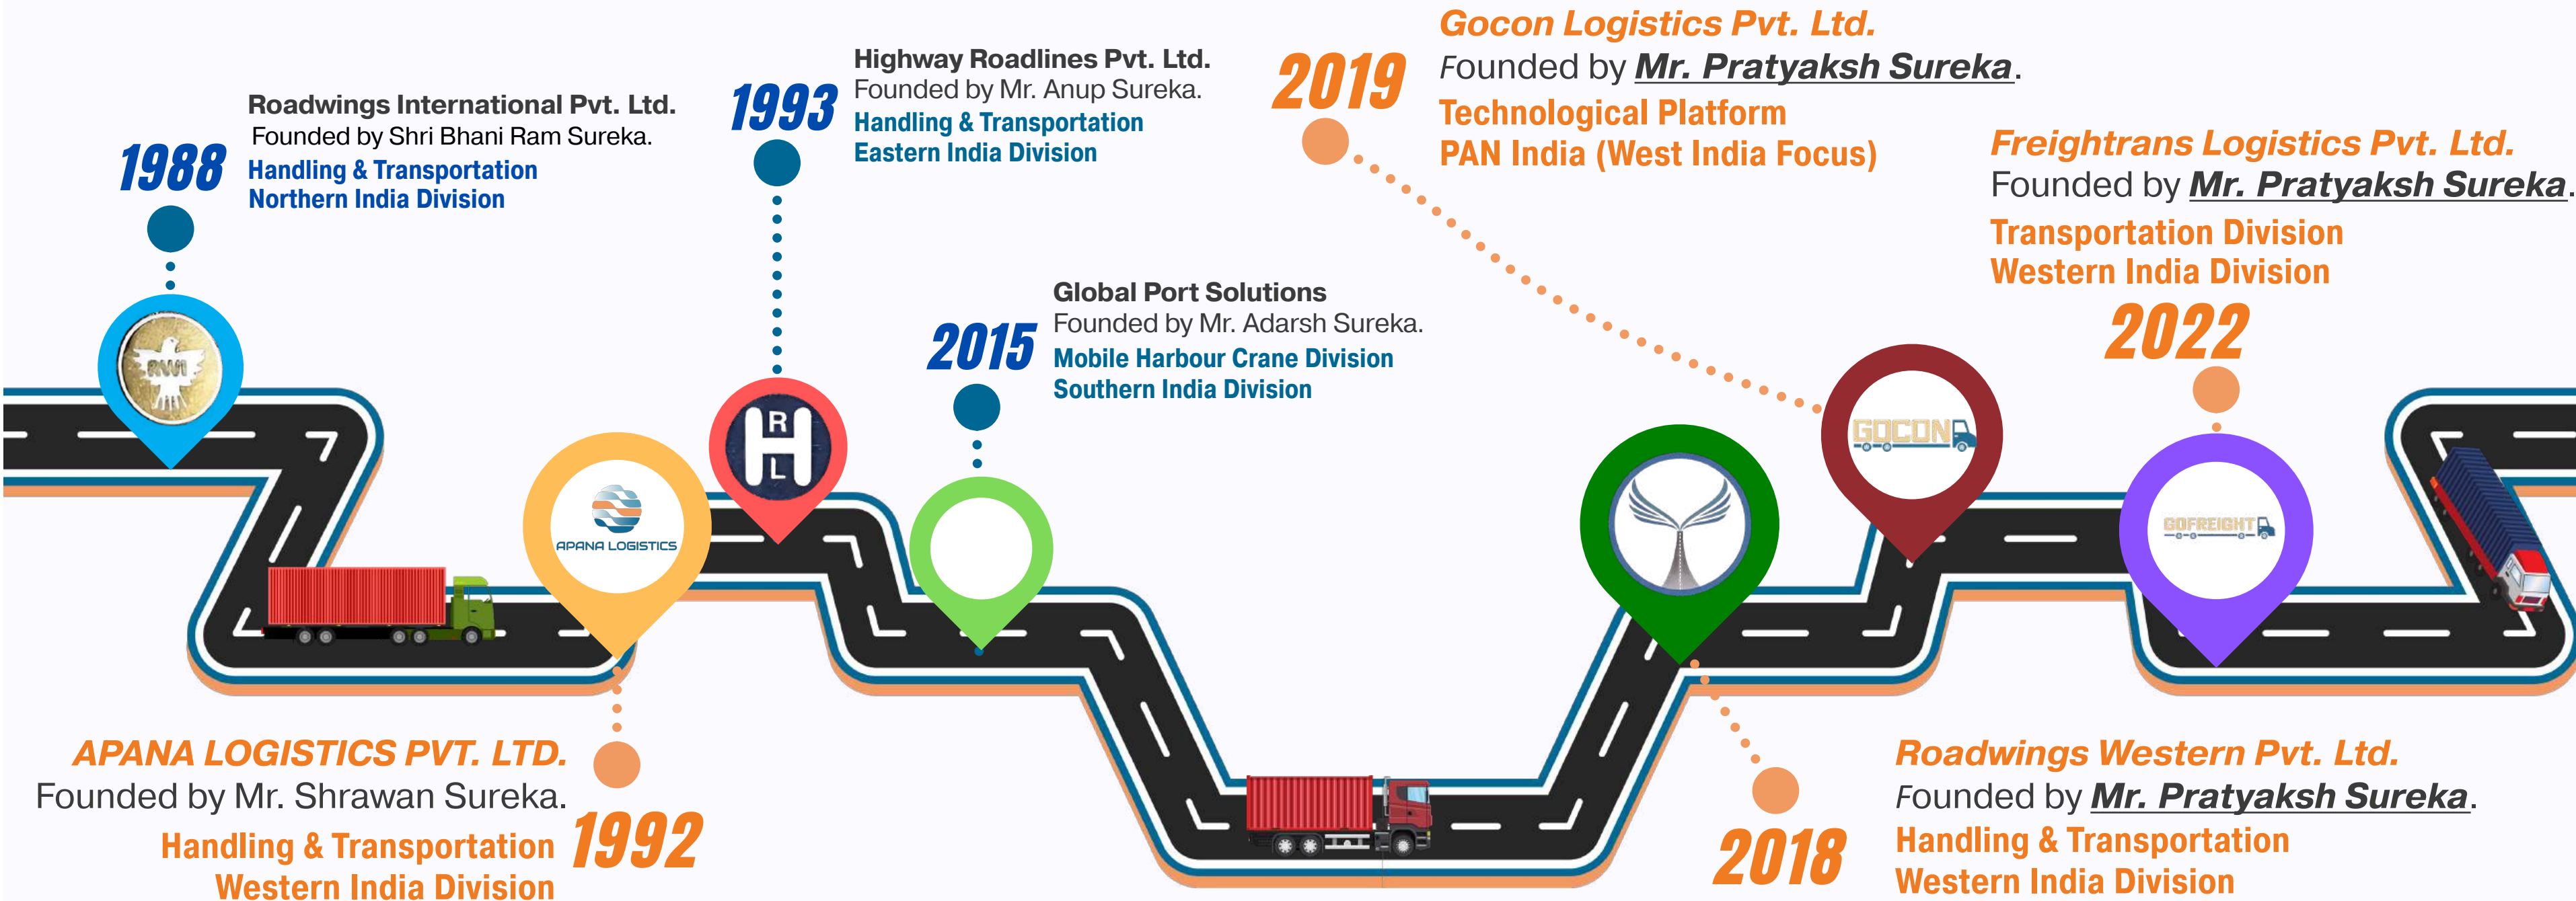 1988
Roadwings International Pvt. Ltd.
Founded by Shri Bhani Ram Sureka.
Handling & Transportation
Northern India Division
RWI
APANA LOGISTICS
APANA LOGISTICS PVT. LTD.
Founded by Mr. Shrawan Sureka.
Handling & Transportation
Western India Division
1992
1993
Highway Roadlines Pvt. Ltd.
Founded by Mr. Anup Sureka.
Handling & Transportation
Eastern India Division
R
H
L
2015
Global Port Solutions
Founded by Mr. Adarsh Sureka.
Mobile Harbour Crane Division
Southern India Division
2018
Roadwings Western Pvt. Ltd.
Founded by Mr. Pratyaksh Sureka.
Handling & Transportation
Western India Division
2019
Gocon Logistics Pvt. Ltd.
Founded by Mr. Pratyaksh Sureka.
Technological Platform
PAN India (West India Focus)
GOCON
Freightrans Logistics Pvt. Ltd.
Founded by Mr. Pratyaksh Sureka.
Transportation Division
Western India Division
2022
GOFREIGHT